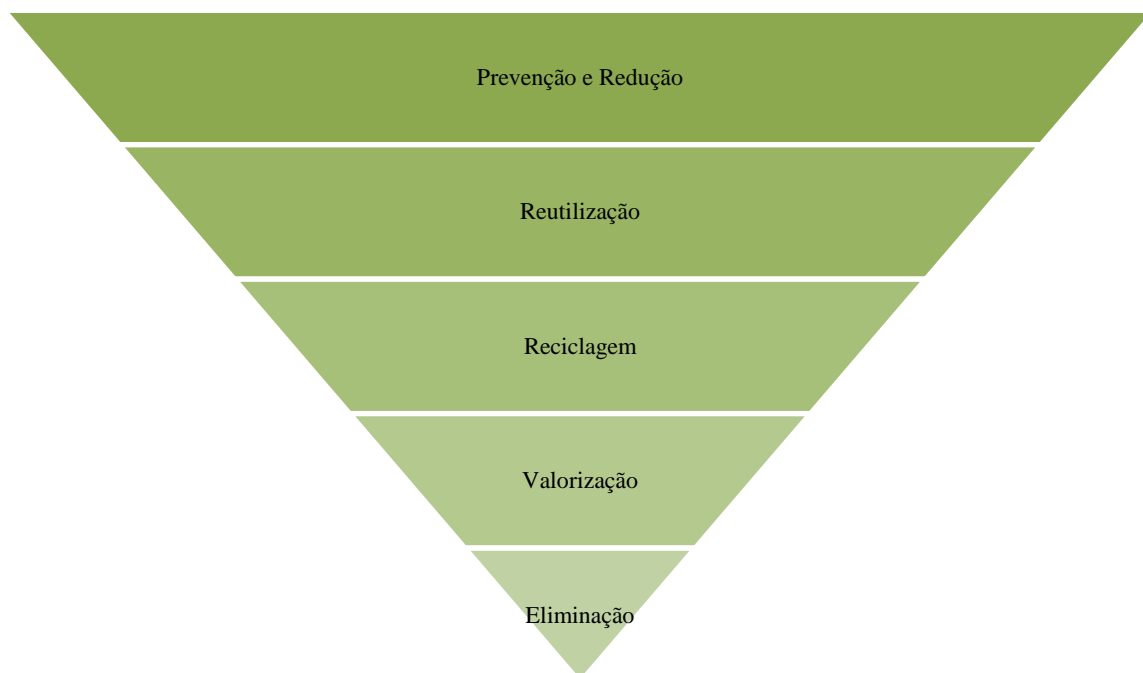 Prevenção e Redução
Reutilização
Reciclagem
Valorização
Eliminação